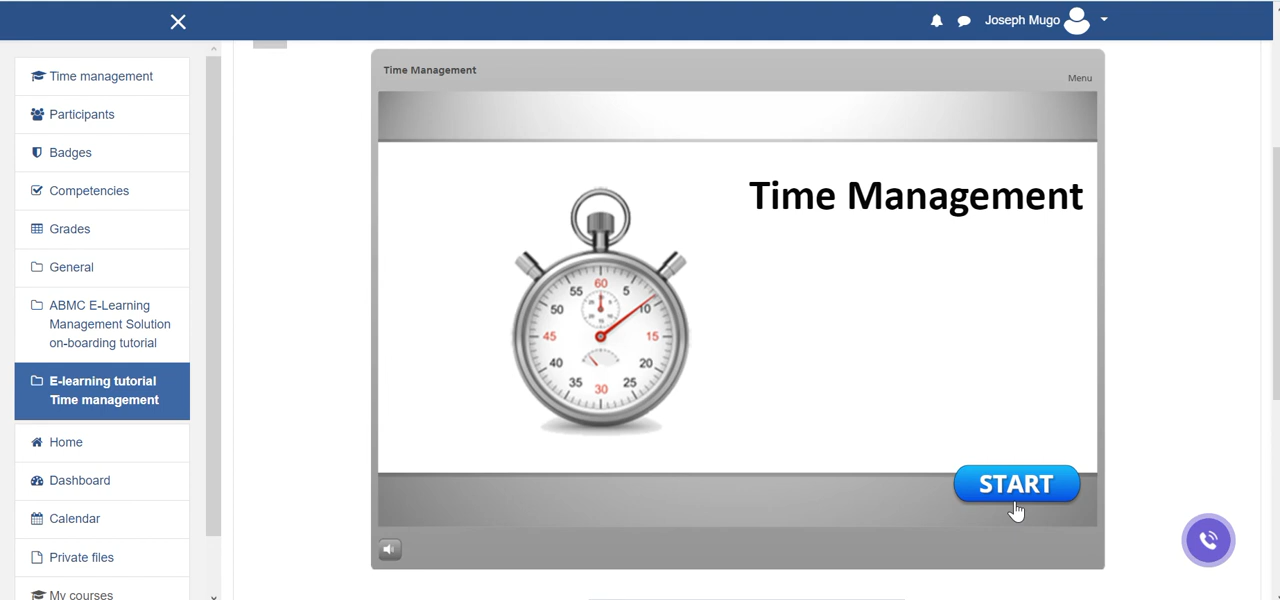 Joseph Mugo
Time management
Participants
Badges
Competencies
Grades
General
ABMC E-Learning
Management Solution
on-boarding tutorial
E-learning tutorial
Time management
Home
Dashboard
Calendar
Private files
My courses
Time Management
Menu
Time Management
60
55
5
50
10
45
15
40
20
35
25
30
START